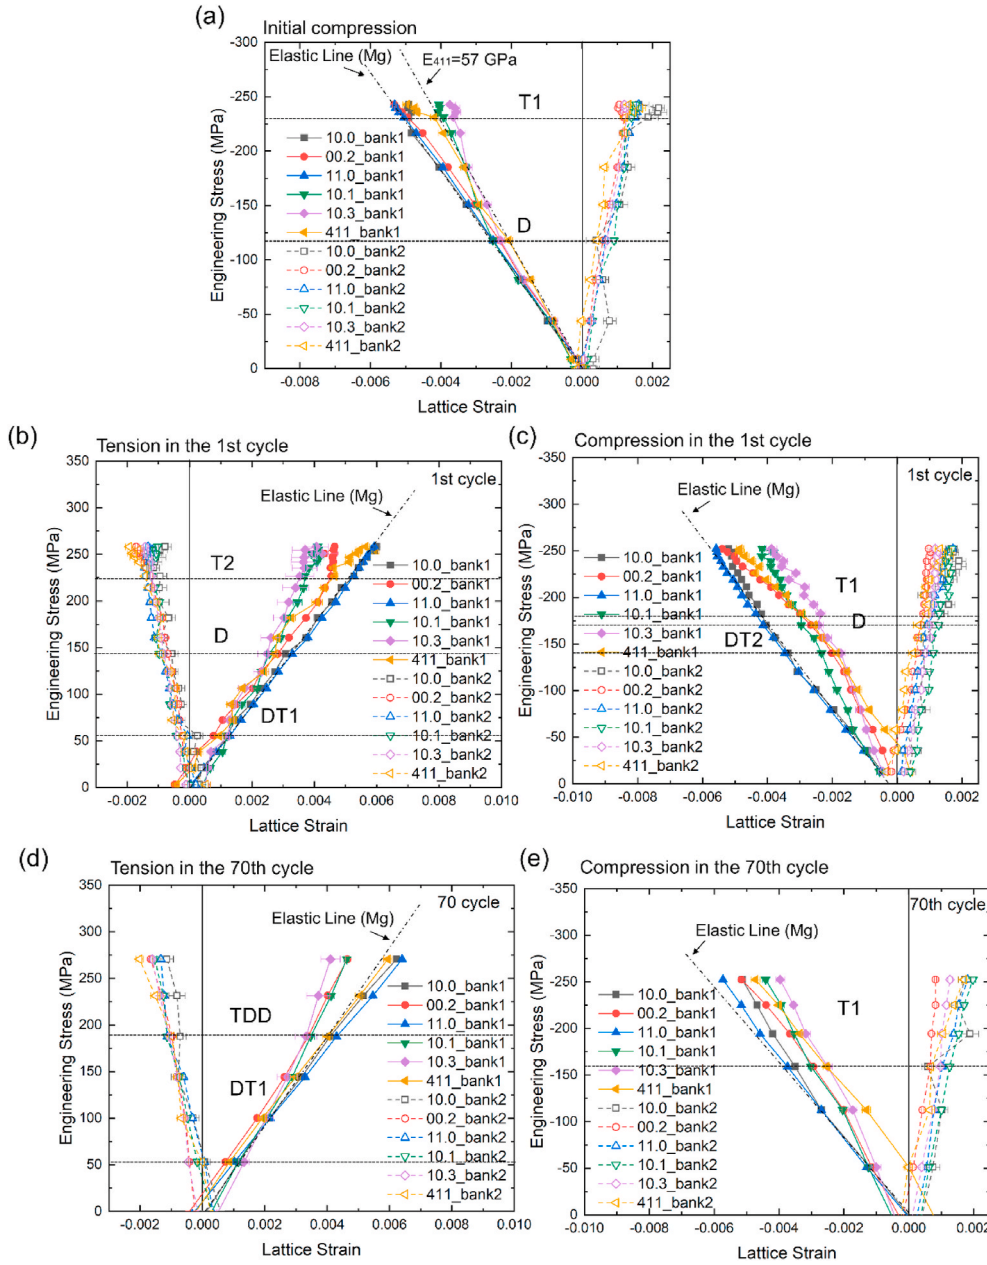 (a)
Initial compression
Elastic Line (Mg)
E411=57 GPa
T1
D
10.0_bank1
00.2_bank1
11.0_bank1
10.1_bank1
10.3_bank1
411_bank1
10.0_bank2
00.2_bank2
11.0_bank2
10.1_bank2
10.3_bank2
411_bank2
Engineering Stress (MPa)
-300
-250
-200
-150
-100
-50
0
-0.008 -0.006 -0.004 -0.002 0.000 0.002
Lattice Strain
(b)
Tension in the 1st cycle
1st cycle
Elastic Line (Mg)
T2
D
DT1
10.0_bank1
00.2_bank1
11.0_bank1
10.1_bank1
10.3_bank1
411_bank1
10.0_bank2
00.2_bank2
11.0_bank2
10.1_bank2
10.3_bank2
411_bank2
Engineering Stress (MPa)
350
300
250
200
150
100
50
0
-0.002 0.000 0.002 0.004 0.006 0.008 0.010
Lattice Strain
(c)
Compression in the 1st cycle
1st cycle
Elastic Line (Mg)
T1
D
DT2
10.0_bank1
00.2_bank1
11.0_bank1
10.1_bank1
10.3_bank1
411_bank1
10.0_bank2
00.2_bank2
11.0_bank2
10.1_bank2
10.3_bank2
411_bank2
Engineering Stress (MPa)
-350
-300
-250
-200
-150
-100
-50
0
-0.010 -0.008 -0.006 -0.004 -0.002 0.000 0.002
Lattice Strain
(d)
Tension in the 70th cycle
70 cycle
Elastic Line (Mg)
TDD
DT1
10.0_bank1
00.2_bank1
11.0_bank1
10.1_bank1
10.3_bank1
411_bank1
10.0_bank2
00.2_bank2
11.0_bank2
10.1_bank2
10.3_bank2
411_bank2
Engineering Stress (MPa)
350
300
250
200
150
100
50
0
-0.002 0.000 0.002 0.004 0.006 0.008 0.010
Lattice Strain
(e)
Compression in the 70th cycle
70th cycle
Elastic Line (Mg)
T1
10.0_bank1
00.2_bank1
11.0_bank1
10.1_bank1
10.3_bank1
411_bank1
10.0_bank2
00.2_bank2
11.0_bank2
10.1_bank2
10.3_bank2
411_bank2
Engineering Stress (MPa)
-350
-300
-250
-200
-150
-100
-50
0
-0.010 -0.008 -0.006 -0.004 -0.002 0.000 0.002
Lattice Strain